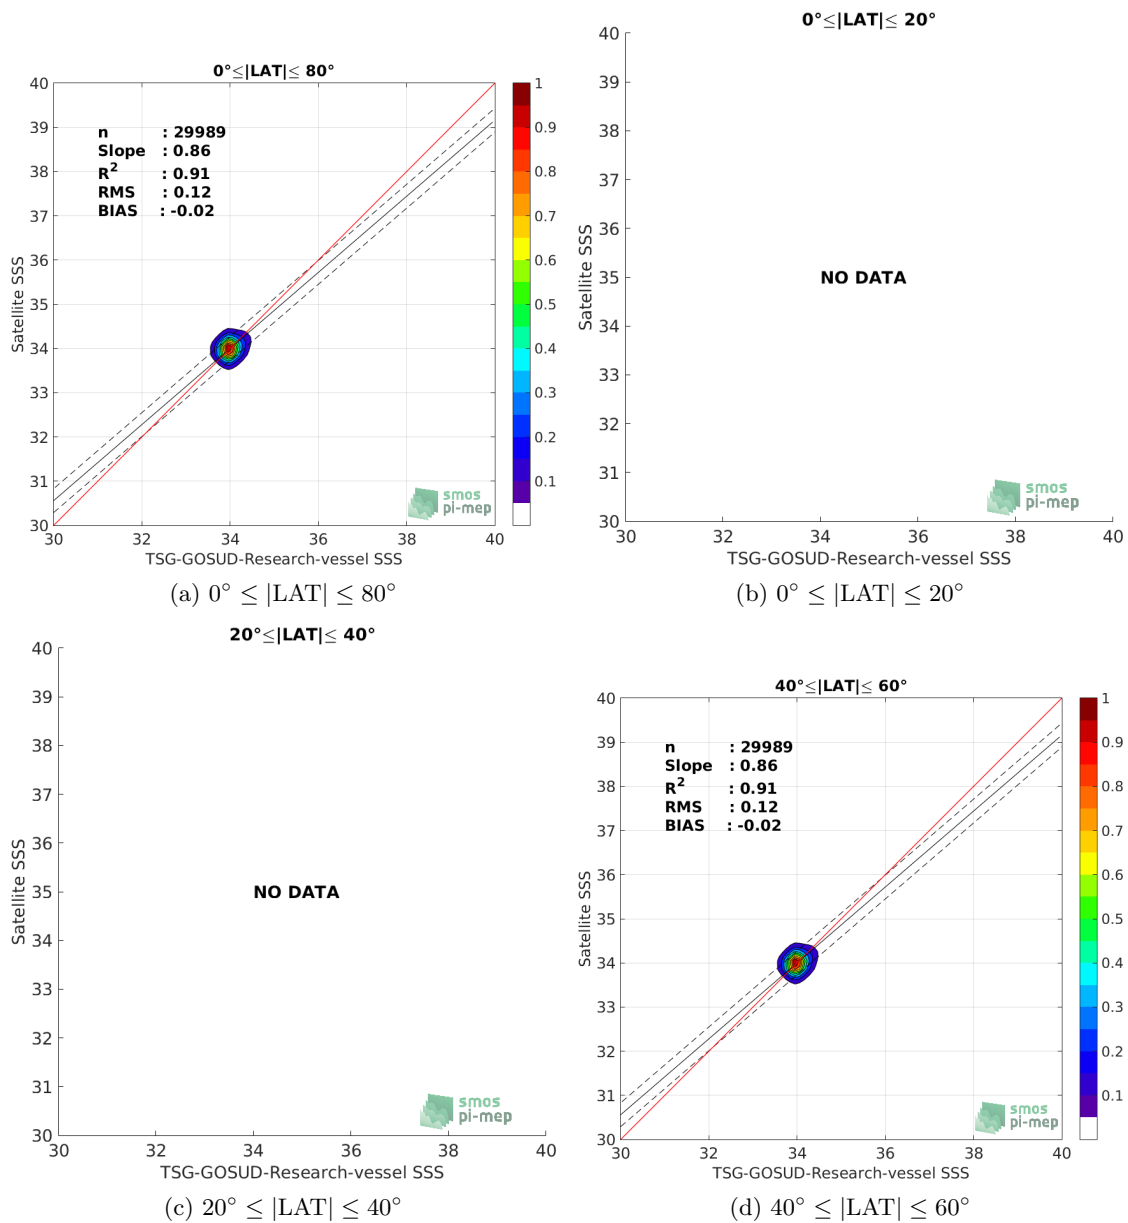 0°≤|LAT|≤ 80°
40
39
38
37
36
35
34
33
32
31
30
Satellite SSS
n : 29989
Slope : 0.86
R² : 0.91
RMS : 0.12
BIAS : -0.02
smos
pi-mep
30 32 34 36 38 40
TSG-GOSUD-Research-vessel SSS
1
0.9
0.8
0.7
0.6
0.5
0.4
0.3
0.2
0.1
(a) 0° ≤ |LAT| ≤ 80°
0°≤|LAT|≤ 20°
40
39
38
37
36
35
34
33
32
31
30
Satellite SSS
NO DATA
smos
pi-mep
30 32 34 36 38 40
TSG-GOSUD-Research-vessel SSS
(b) 0° ≤ |LAT| ≤ 20°
20°≤|LAT|≤ 40°
40
39
38
37
36
35
34
33
32
31
30
Satellite SSS
NO DATA
smos
pi-mep
30 32 34 36 38 40
TSG-GOSUD-Research-vessel SSS
(c) 20° ≤ |LAT| ≤ 40°
40°≤|LAT|≤ 60°
40
39
38
37
36
35
34
33
32
31
30
Satellite SSS
n : 29989
Slope : 0.86
R² : 0.91
RMS : 0.12
BIAS : -0.02
smos
pi-mep
30 32 34 36 38 40
TSG-GOSUD-Research-vessel SSS
1
0.9
0.8
0.7
0.6
0.5
0.4
0.3
0.2
0.1
(d) 40° ≤ |LAT| ≤ 60°